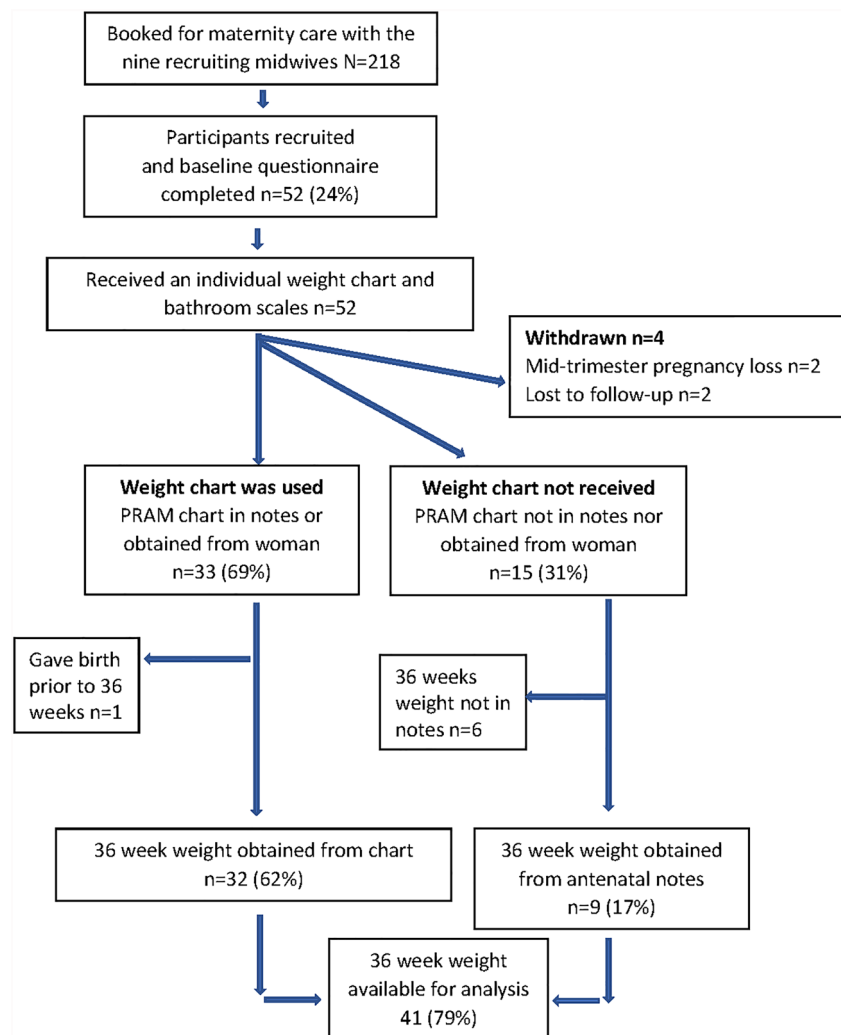 Booked for maternity care with the
nine recruiting midwives N=218
Participants recruited
and baseline questionnaire
completed n=52 (24%)
Received an individual weight chart and
bathroom scales n=52
Withdrawn n=4
Mid-trimester pregnancy loss n=2
Lost to follow-up n=2
Weight chart was used
PRAM chart in notes or
obtained from woman
n=33 (69%)
Weight chart not received
PRAM chart not in notes nor
obtained from woman
n=15 (31%)
Gave birth
prior to 36
weeks n=1
36 weeks
weight not in
notes n=6
36 week weight obtained from chart
n=32 (62%)
36 week weight obtained
from antenatal notes
n=9 (17%)
36 week weight
available for analysis
41 (79%)